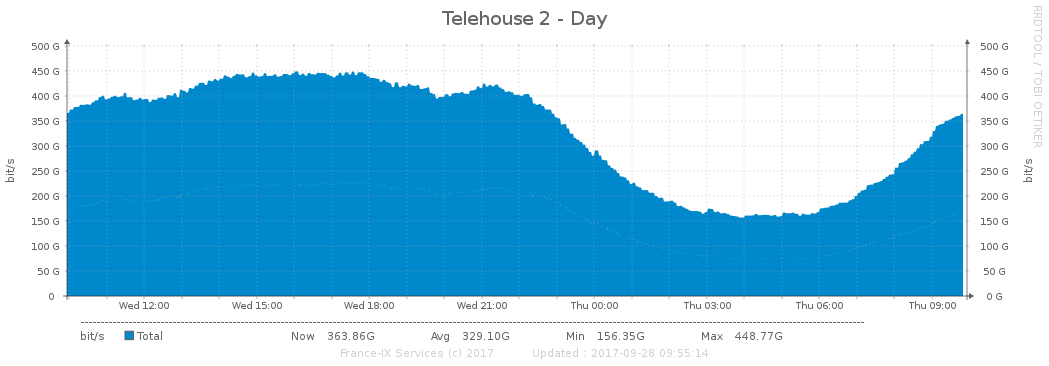 Telehouse 2 - Day
RRDTOOL / TOBI OETIKER
500 G 500 G
450 G 450 G
400 G 400 G
350 G 350 G
300 G 300 G
bit/s bit/s
250 G 250 G
200 G 200 G
150 G 150 G
100 G 100 G
50 G 50 G
0 0 G
Wed 12:00 Wed 15:00 Wed 18:00 Wed 21:00 Thu 00:00 Thu 03:00 Thu 06:00 Thu 09:00
bit/s Total Now 363.86G Avg 329.10G Min 156.35G Max 448.77G
France-IX Services (c) 2017 Updated : 2017-09-28 09:55:14